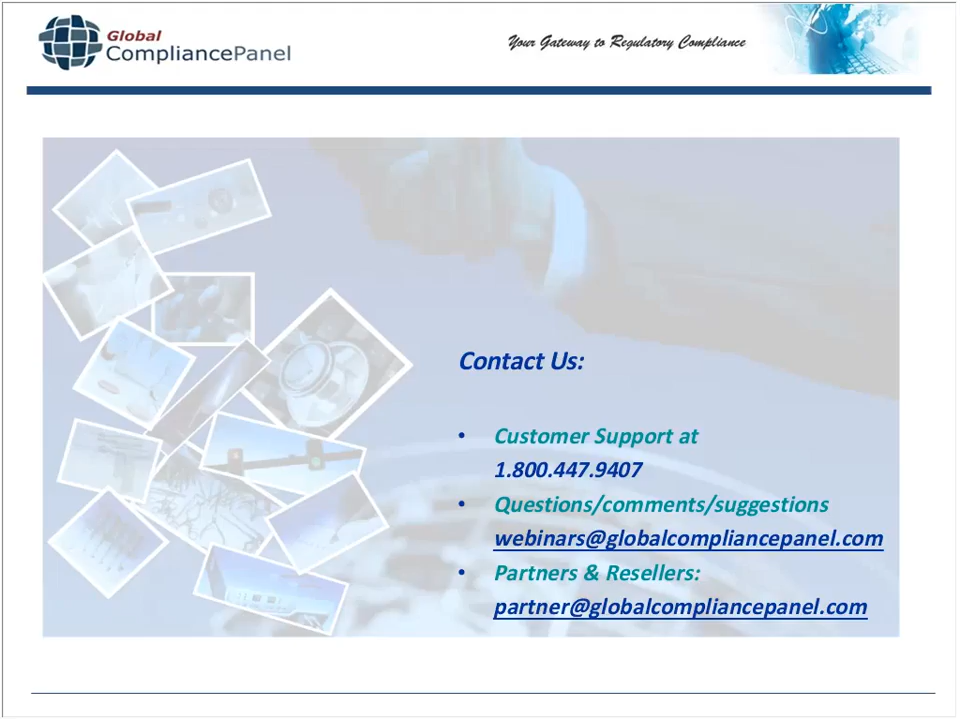 Global
CompliancePanel
Your Gateway to Regulatory Compliance
Contact Us:
• Customer Support at
1.800.447.9407
• Questions/comments/suggestions
webinars@globalcompliancepanel.com
• Partners & Resellers:
partner@globalcompliancepanel.com